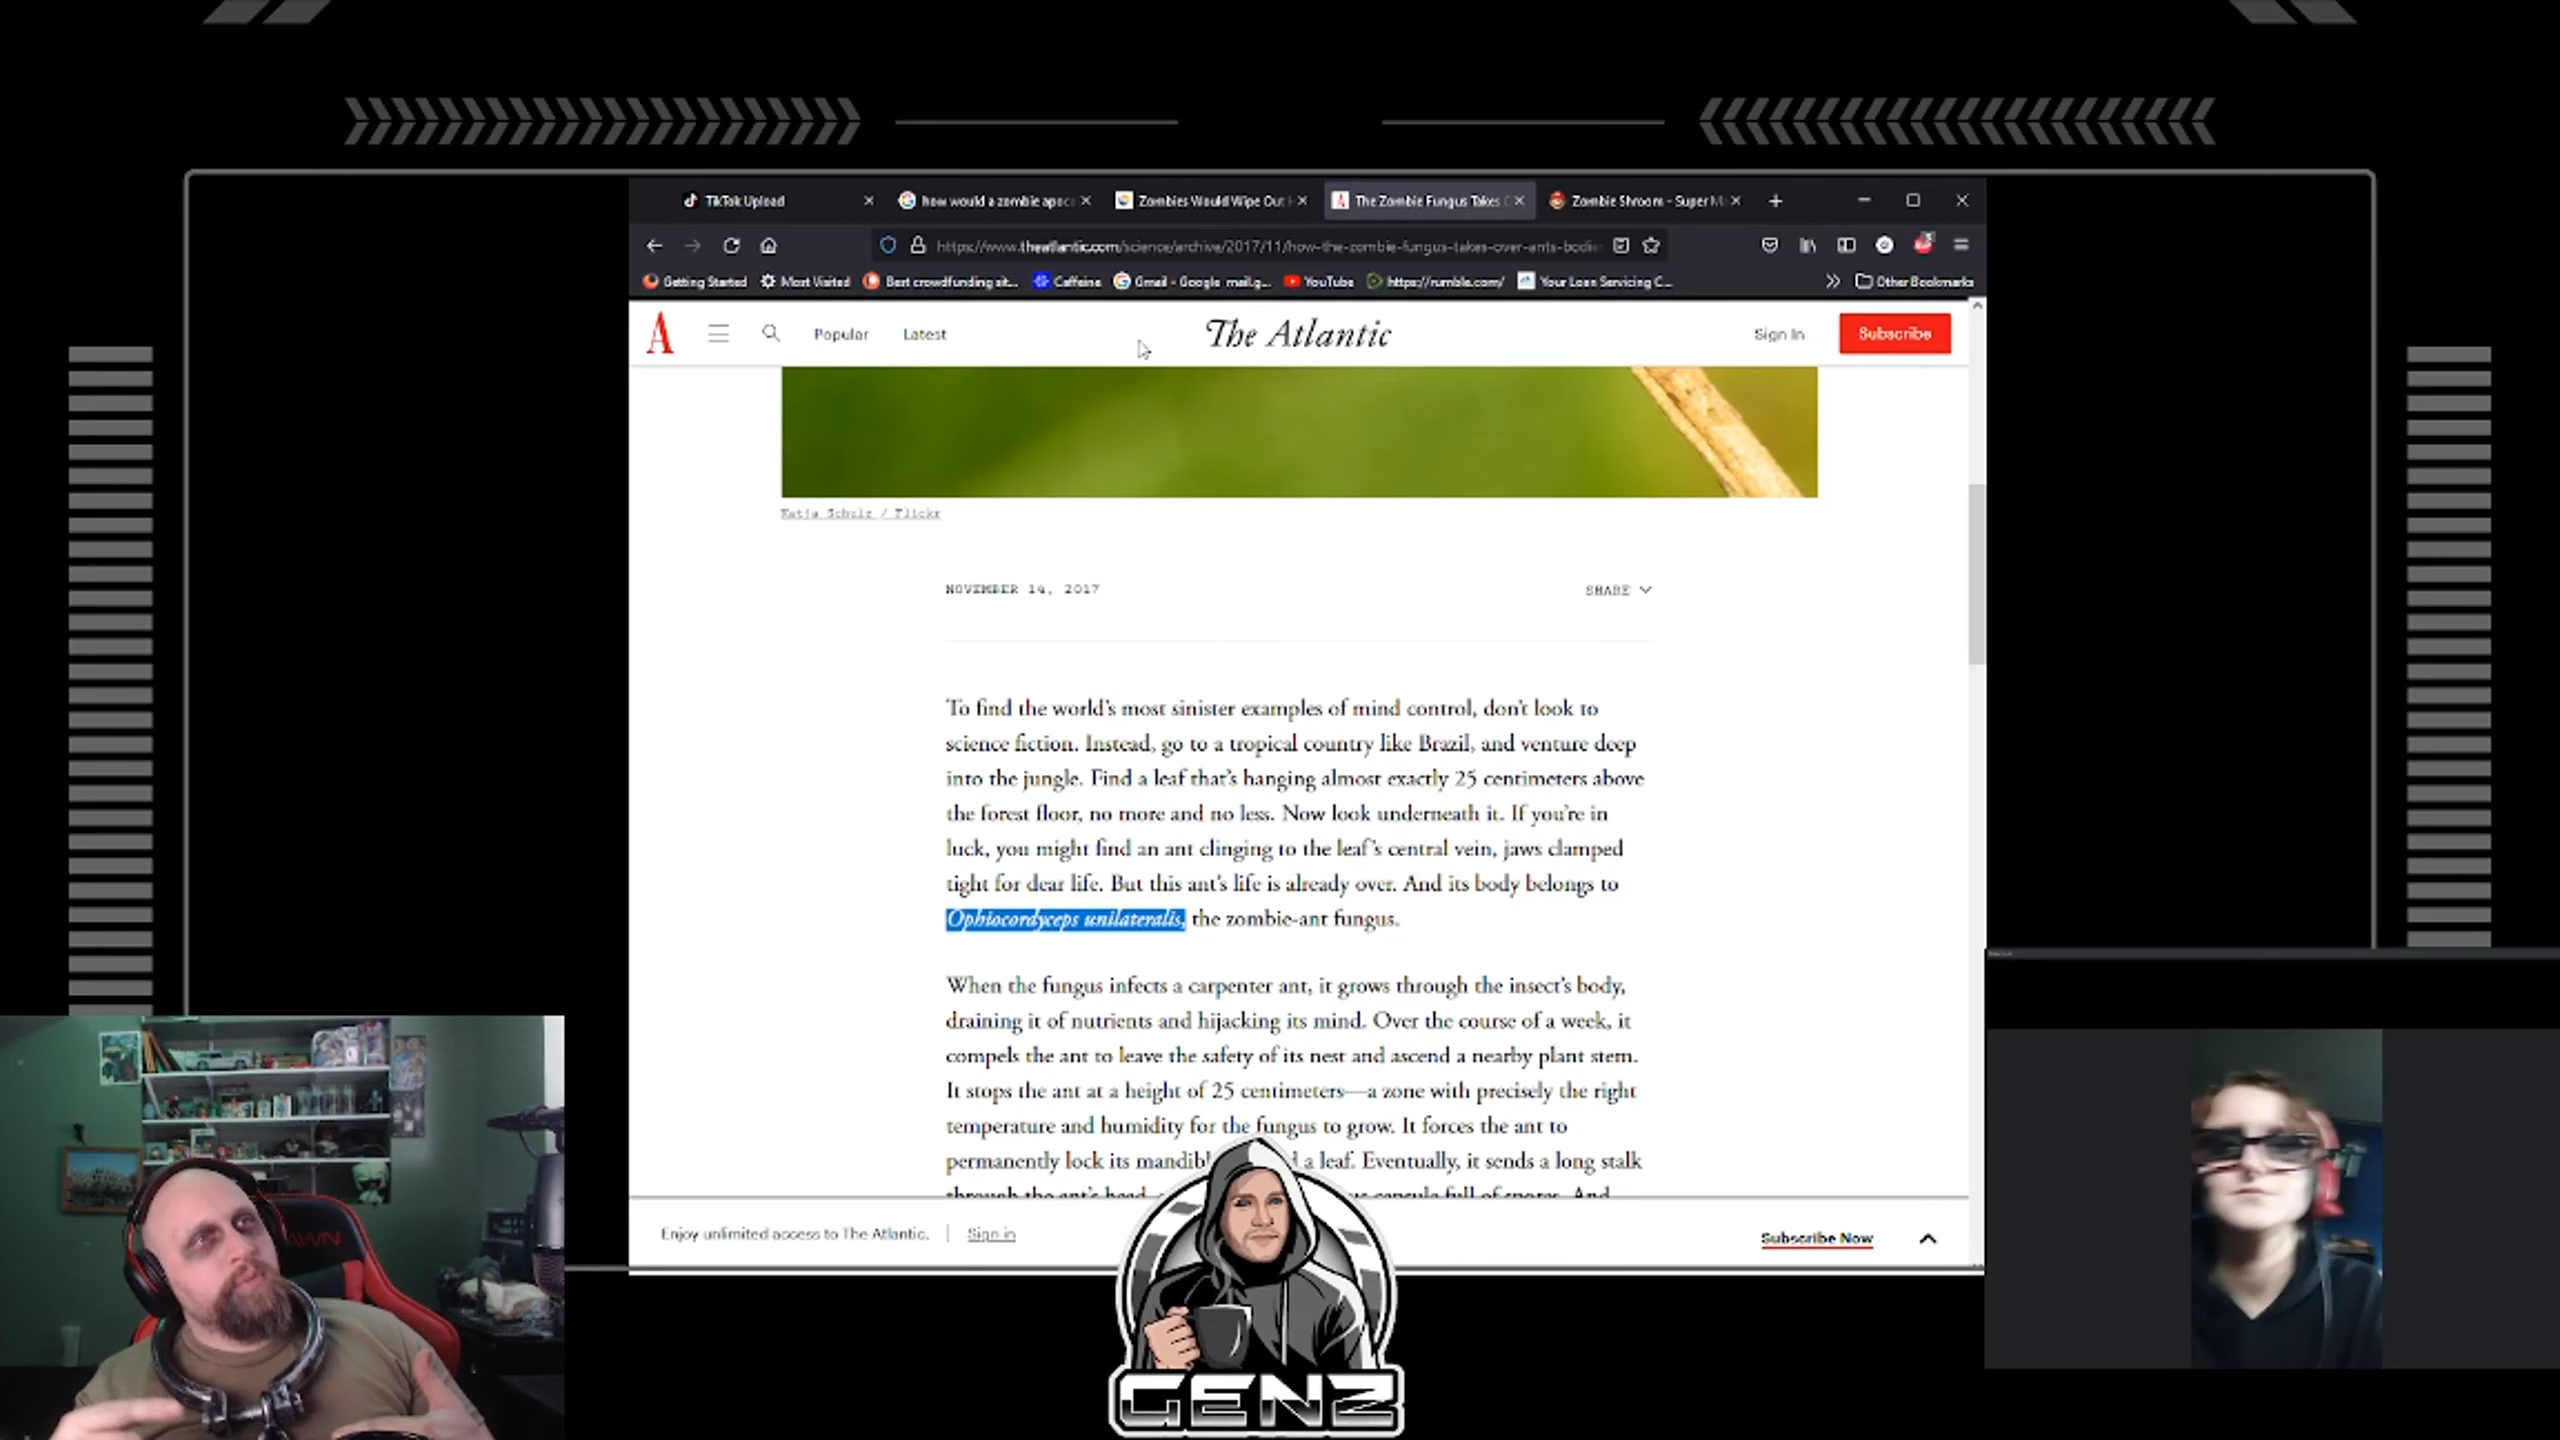 TikTok Upload
how would a zombie apoc
Zombies Would Wipe Out
The Zombie Fungus Takes
Zombie Shroom - Super M
https://www.theatlantic.com/science/archive/2017/11/how-the-zombie-fungus-takes-over-ants-bodie
Getting Started
Most Visited
Best crowdfunding sit...
Caffeine
Gmail - Google mail.g...
YouTube
https://rumble.com/
Your Loan Servicing C...
Other Bookmarks
A
Popular
Latest
The Atlantic
Sign In
Subscribe
Katja Schulz / Flickr
NOVEMBER 14, 2017
SHARE
To find the world's most sinister examples of mind control, don't look to
science fiction. Instead, go to a tropical country like Brazil, and venture deep
into the jungle. Find a leaf that's hanging almost exactly 25 centimeters above
the forest floor, no more and no less. Now look underneath it. If you're in
luck, you might find an ant clinging to the leaf's central vein, jaws clamped
tight for dear life. But this ant's life is already over. And its body belongs to
Ophiocordyceps unilateralis, the zombie-ant fungus.
When the fungus infects a carpenter ant, it grows through the insect's body,
draining it of nutrients and hijacking its mind. Over the course of a week, it
compels the ant to leave the safety of its nest and ascend a nearby plant stem.
It stops the ant at a height of 25 centimeters—a zone with precisely the right
temperature and humidity for the fungus to grow. It forces the ant to
permanently lock its mandibl a leaf. Eventually, it sends a long stalk
through the ant's head, capsule full of spores. And
Enjoy unlimited access to The Atlantic.
Sign in
Subscribe Now
GENZ